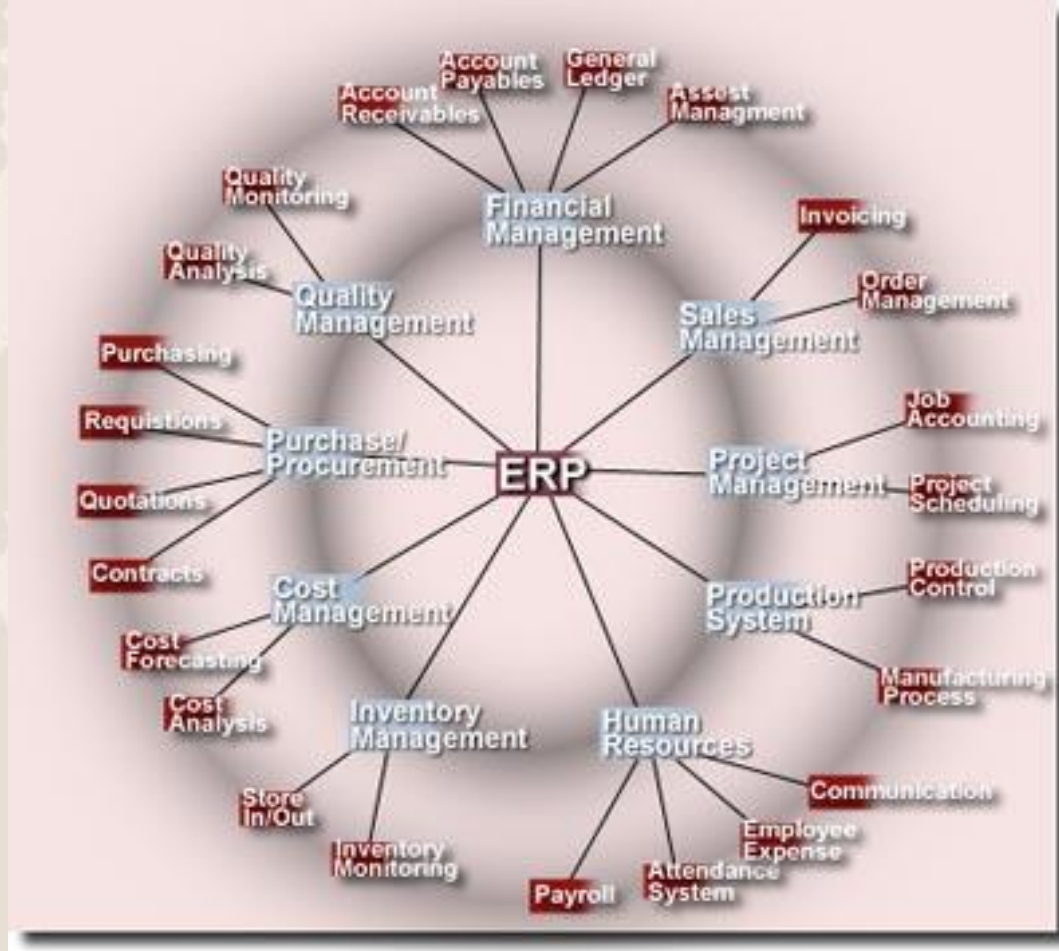 Account
Payables
General
Ledger
Account
Receivables
Assest
Managment
Quality
Monitoring
Financial
Management
Invoicing
Quality
Analysis
Order
Management
Quality
Management
Sales
Management
Purchasing
Job
Accounting
Requistions
Purchase/
Procurement
ERP
Project
Management
Project
Scheduling
Quotations
Contracts
Cost
Management
Production
System
Production
Control
Cost
Forecasting
Manufacturing
Process
Cost
Analysis
Inventory
Management
Human
Resources
Store
In/Out
Communication
Inventory
Monitoring
Employee
Expense
Attendance
System
Payroll